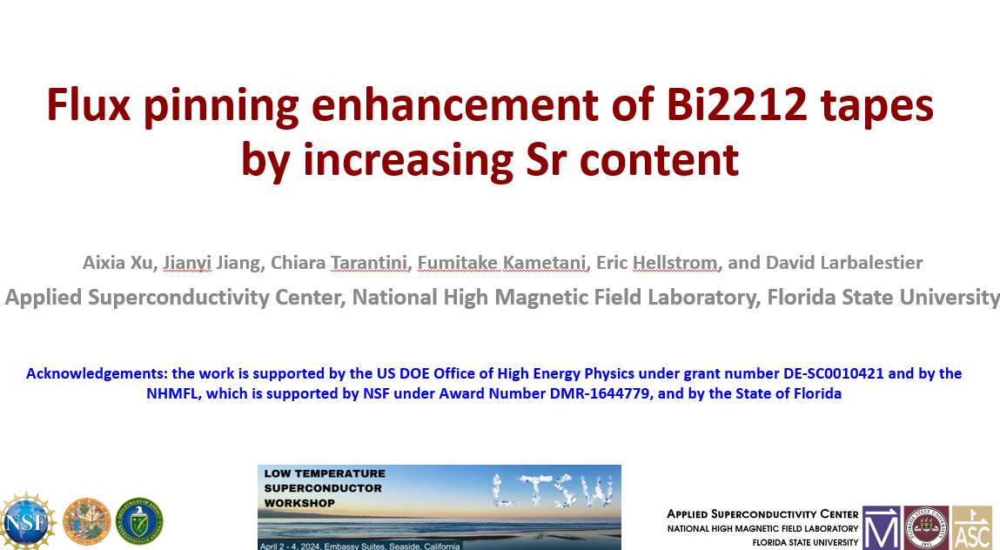 Flux pinning enhancement of Bi2212 tapes
by increasing Sr content
Aixia Xu, Jianyi Jiang, Chiara Tarantini, Fumitake Kametani, Eric Hellstrom, and David Larbalestier
Applied Superconductivity Center, National High Magnetic Field Laboratory, Florida State University
Acknowledgements: the work is supported by the US DOE Office of High Energy Physics under grant number DE-SC0010421 and by the
NHMFL, which is supported by NSF under Award Number DMR-1644779, and by the State of Florida
LOW TEMPERATURE
SUPERCONDUCTOR
WORKSHOP
LTSW
April 2 - 4, 2024, Embassy Suites, Seaside, California
NSF
APPLIED SUPERCONDUCTIVITY CENTER
NATIONAL HIGH MAGNETIC FIELD LABORATORY
FLORIDA STATE UNIVERSITY
ASC